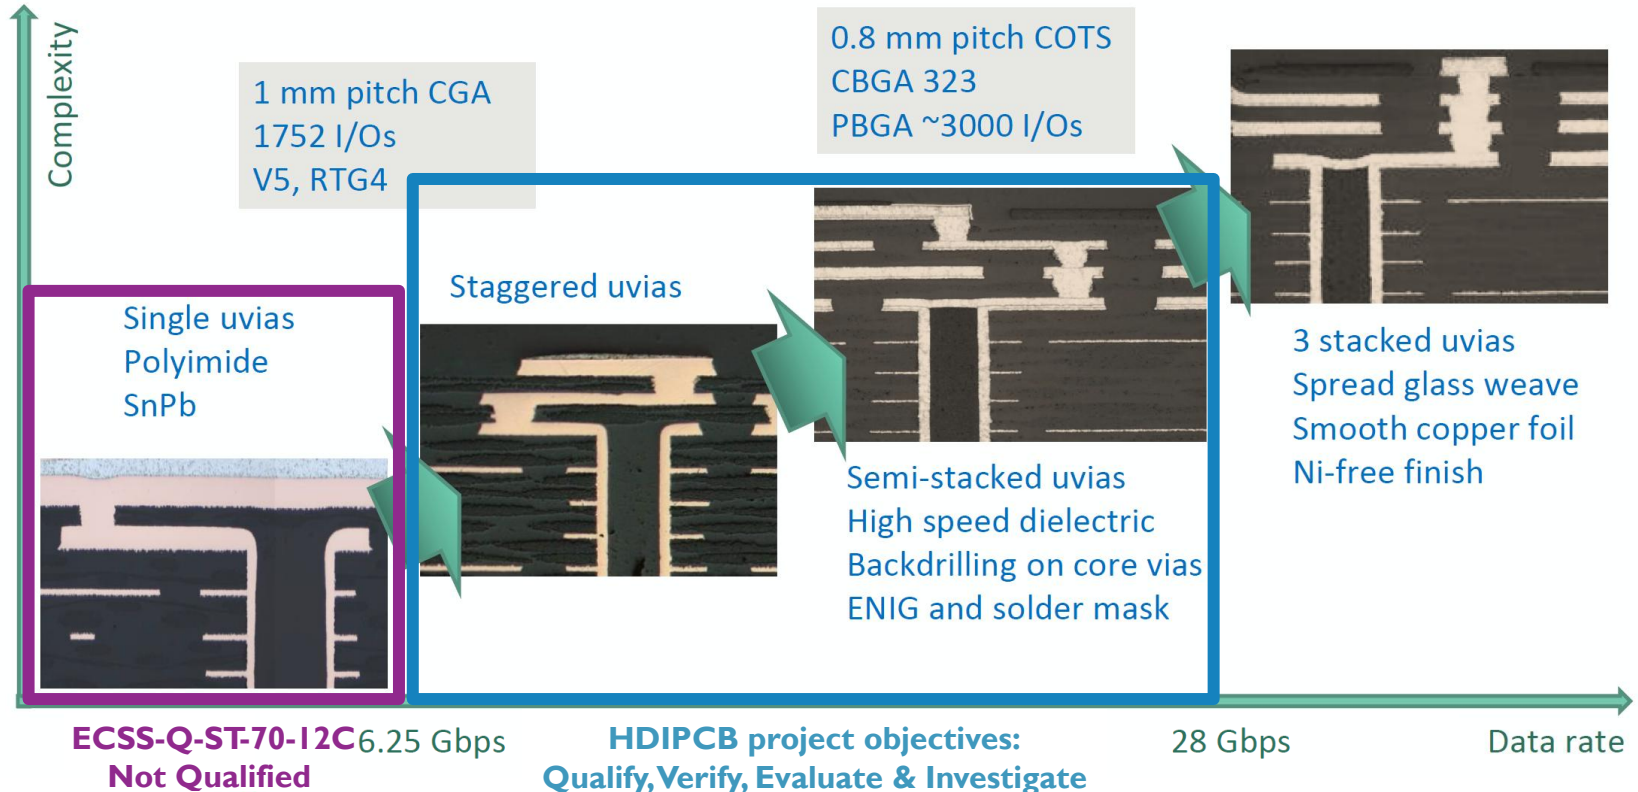 Complexity
1 mm pitch CGA
1752 I/Os
V5, RTG4
0.8 mm pitch COTS
CBGA 323
PBGA ~3000 I/Os
Single uvias
Polyimide
SnPb
Staggered uvias
Semi-stacked uvias
High speed dielectric
Backdrilling on core vias
ENIG and solder mask
3 stacked uvias
Spread glass weave
Smooth copper foil
Ni-free finish
ECSS-Q-ST-70-12C
Not Qualified
6.25 Gbps
HDIPCB project objectives:
Qualify, Verify, Evaluate & Investigate
28 Gbps
Data rate